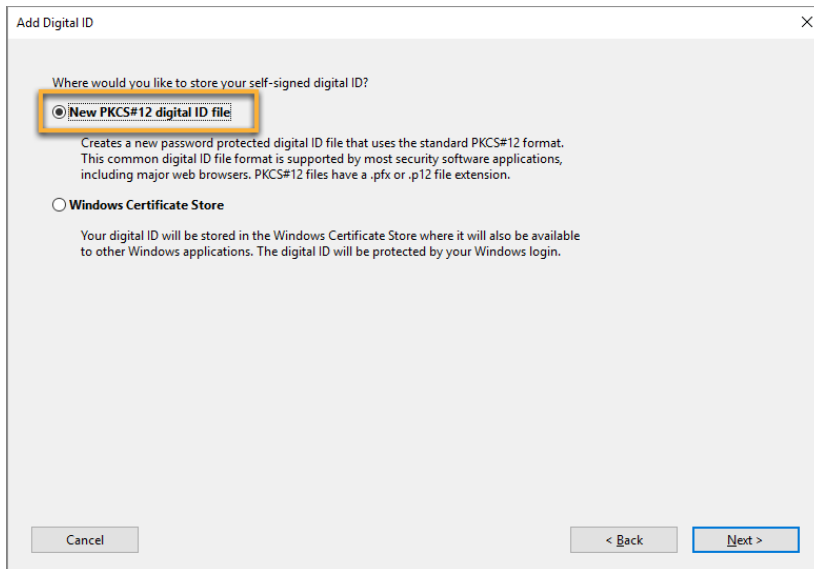 Add Digital ID
Where would you like to store your self-signed digital ID?
New PKCS#12 digital ID file
Creates a new password protected digital ID file that uses the standard PKCS#12 format.
This common digital ID file format is supported by most security software applications,
including major web browsers. PKCS#12 files have a .pfx or .p12 file extension.
Windows Certificate Store
Your digital ID will be stored in the Windows Certificate Store where it will also be available
to other Windows applications. The digital ID will be protected by your Windows login.
Cancel
< Back
Next >